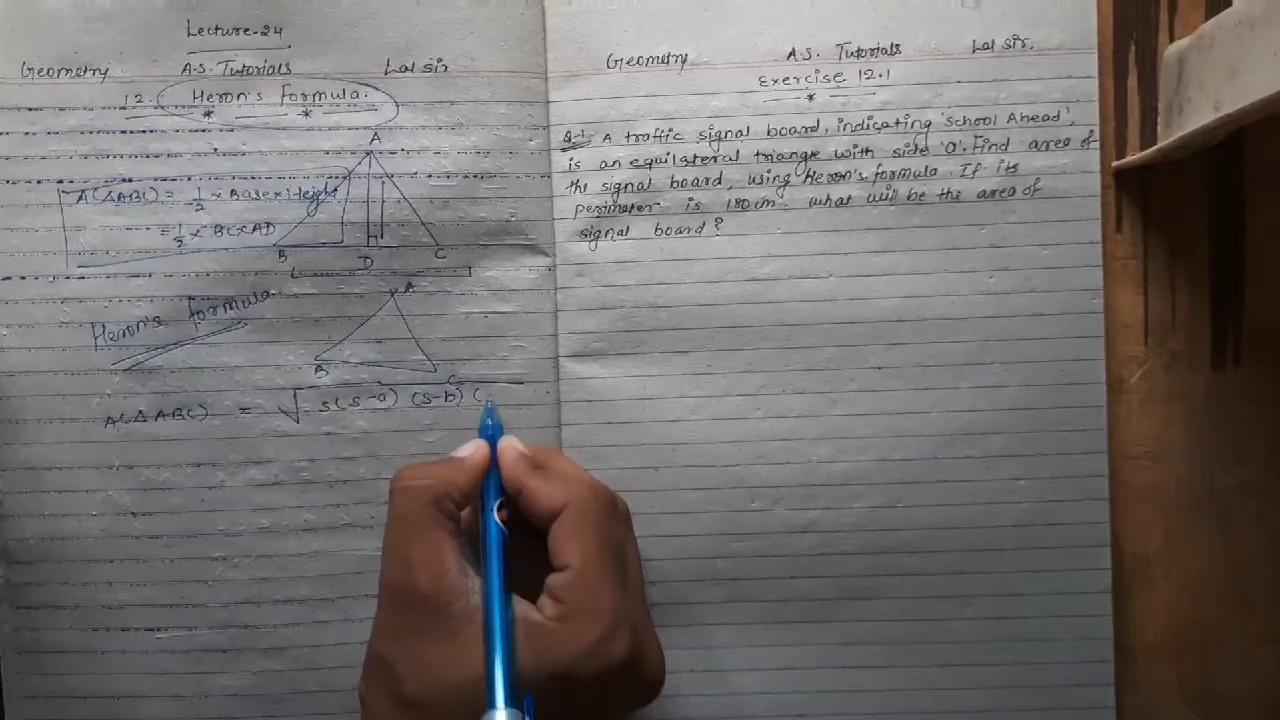 Lecture-24
Geometry A.S. Tutorials Lal sir
12. Heron's Formula.
A
A(△ABC) = 1/2 × Base × Height
= 1/2 × BC × AD
B D C
Heron's Formula.
A
B
C
A(△ABC) = √s(s-a) (s-b) (
Geometry A.S. Tutorials Lal sir.
Exercise 12.1
Q.1. A traffic signal board, indicating 'School Ahead',
is an equilateral triangle with side 'a'. Find area of
the signal board, using Heron's formula. If its
perimeter is 180 cm. What will be the area of
signal board?